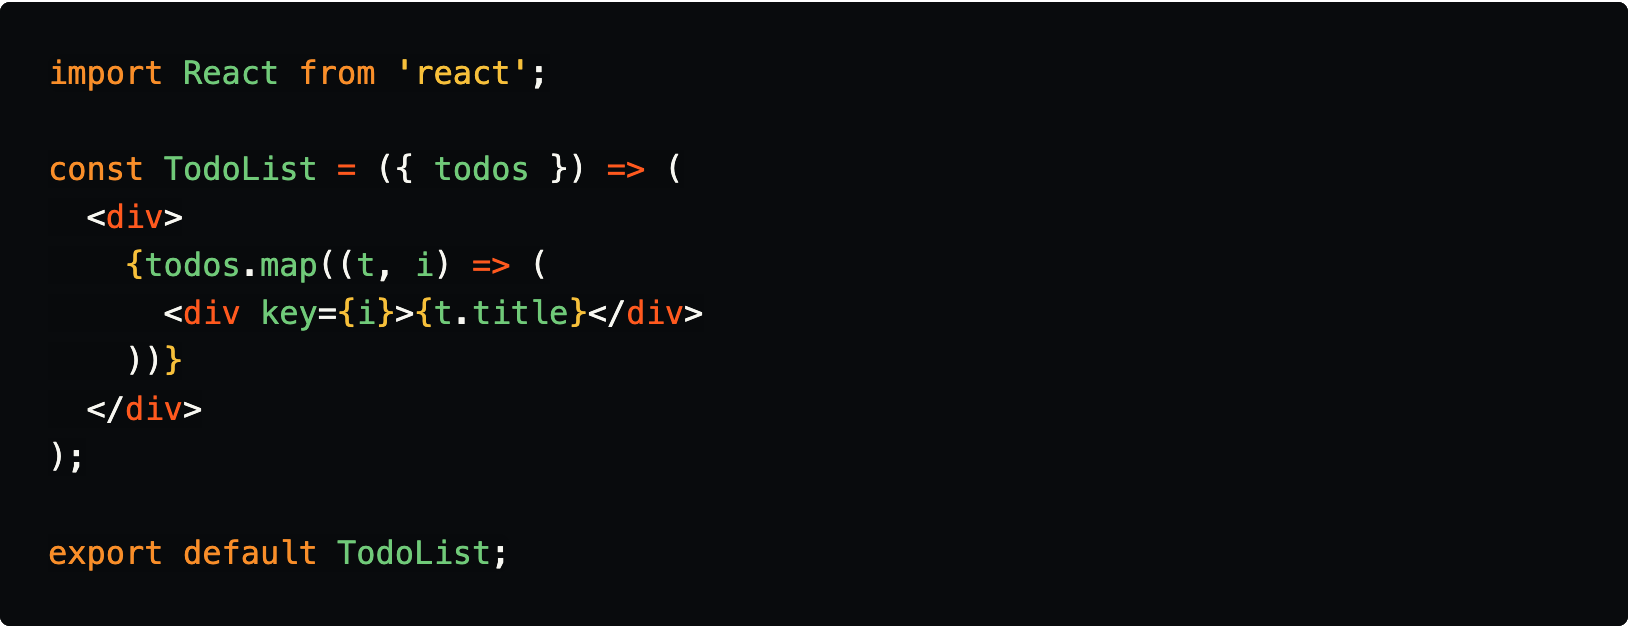 import React from 'react';

const TodoList = ({ todos }) => (
  <div>
    {todos.map((t, i) => (
      <div key={i}>{t.title}</div>
    ))}
  </div>
);

export default TodoList;